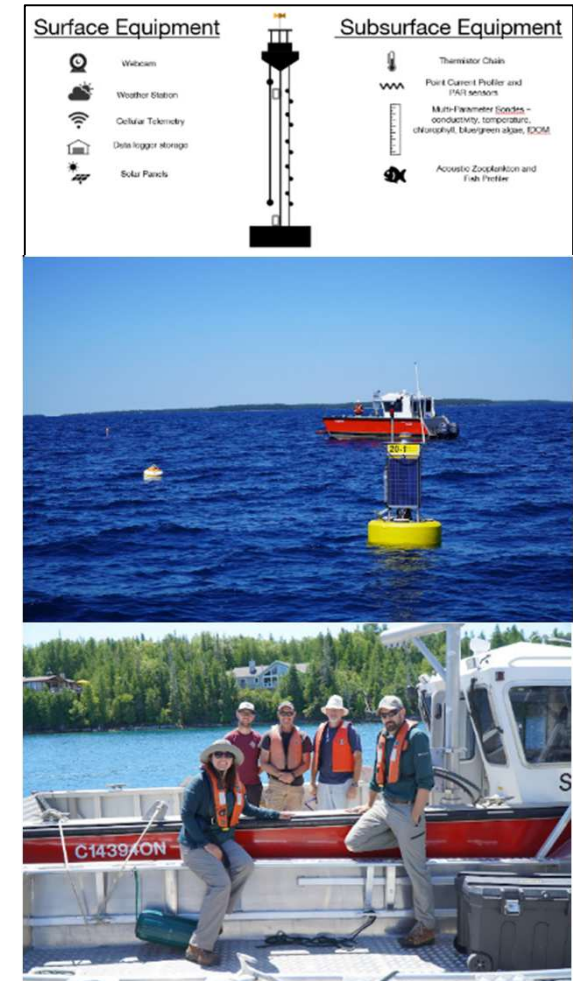 Surface Equipment
Webcam
Weather Station
Cellular Telemetry
Data logger storage
Solar Panels
Subsurface Equipment
Thermistor Chain
Point Current Profiler and
PAR sensors
Multi-Parameter Sondes –
conductivity, temperature,
chlorophyll, blue/green algae, fDOM
Acoustic Zooplankton and
Fish Profiler
20-1
C14394ON
S